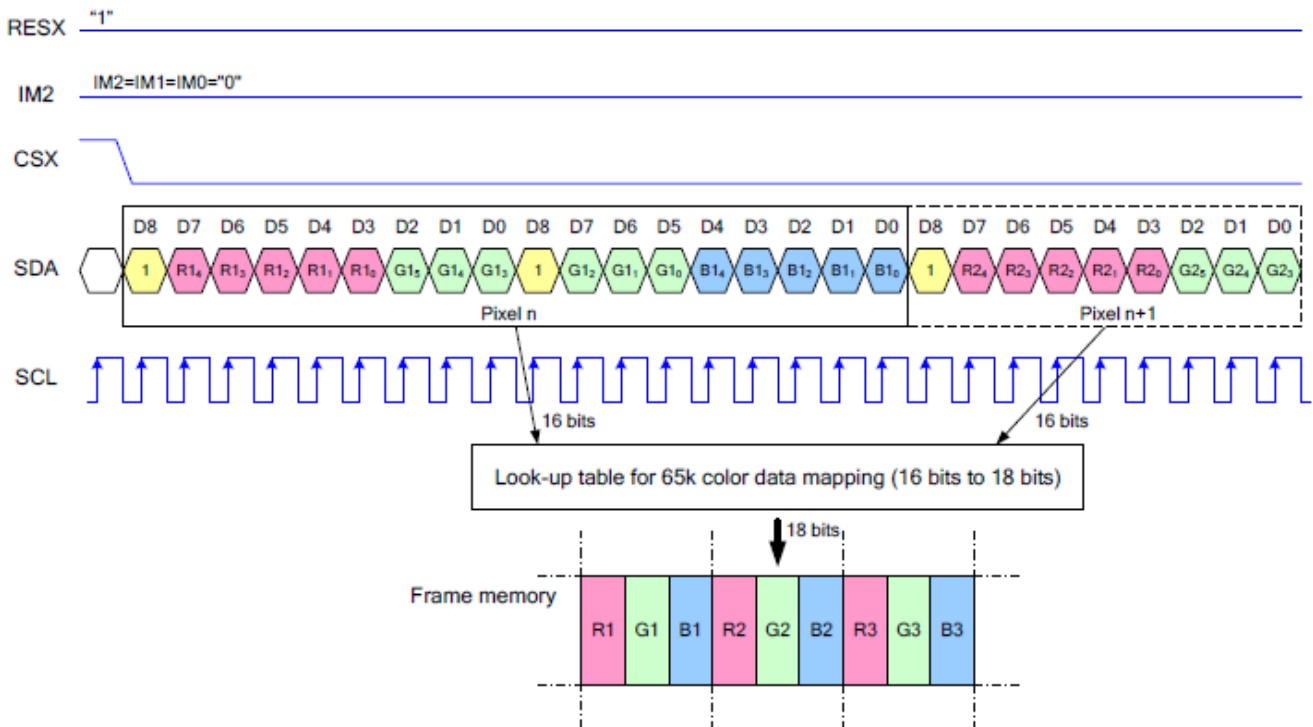 RESX "1"
IM2 IM2=IM1=IM0="0"
CSX
D8 D7 D6 D5 D4 D3 D2 D1 D0 D8 D7 D6 D5 D4 D3 D2 D1 D0 D8 D7 D6 D5 D4 D3 D2 D1 D0
SDA 1 R1₄ R1₃ R1₂ R1₁ R1₀ G1₅ G1₄ G1₃ 1 G1₂ G1₁ G1₀ B1₄ B1₃ B1₂ B1₁ B1₀ 1 R2₄ R2₃ R2₂ R2₁ R2₀ G2₅ G2₄ G2₃
Pixel n Pixel n+1
SCL
16 bits 16 bits
Look-up table for 65k color data mapping (16 bits to 18 bits)
18 bits
Frame memory
R1 G1 B1 R2 G2 B2 R3 G3 B3